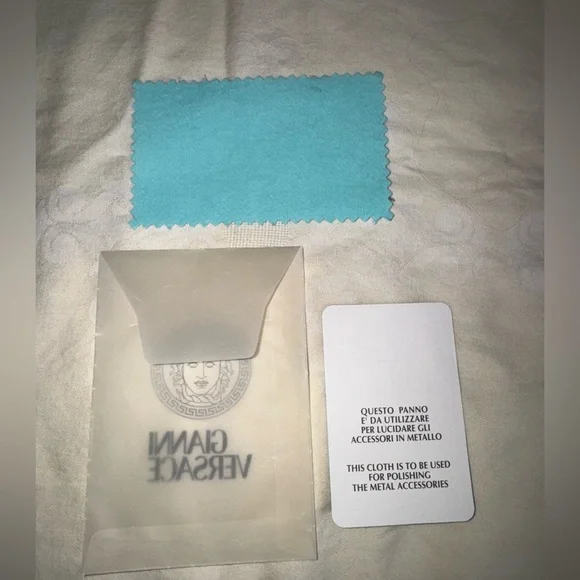 GIANNI
VERSACE
QUESTO PANNO
E' DA UTILIZZARE
PER LUCIDARE GLI
ACCESSORI IN METALLO
THIS CLOTH IS TO BE USED
FOR POLISHING
THE METAL ACCESSORIES